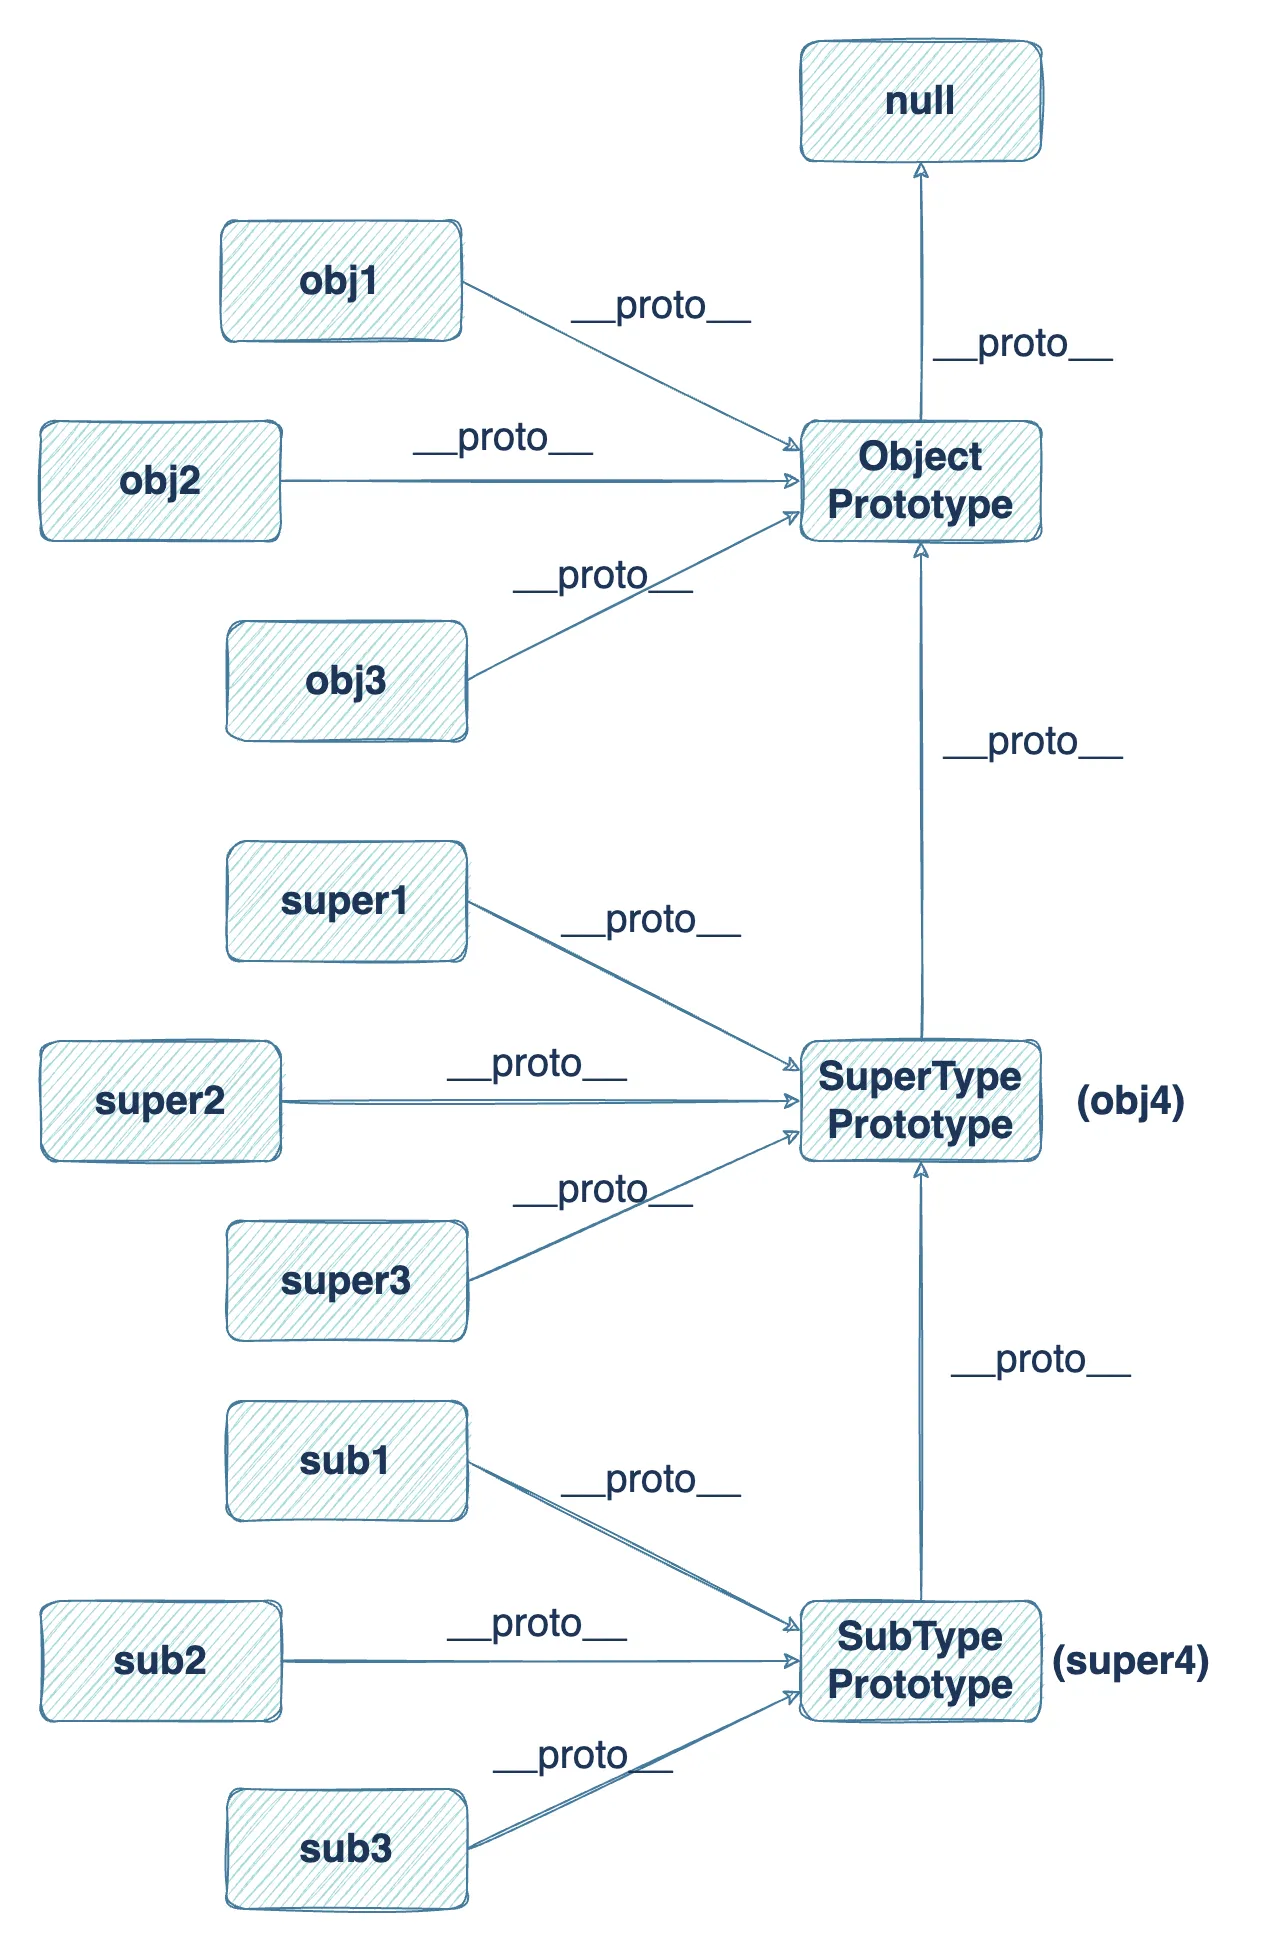 null
obj1
__proto__
__proto__
obj2
__proto__
Object
Prototype
__proto__
obj3
__proto__
super1
__proto__
super2
__proto__
SuperType
Prototype
(obj4)
__proto__
super3
__proto__
sub1
__proto__
sub2
__proto__
SubType
Prototype
(super4)
__proto__
sub3